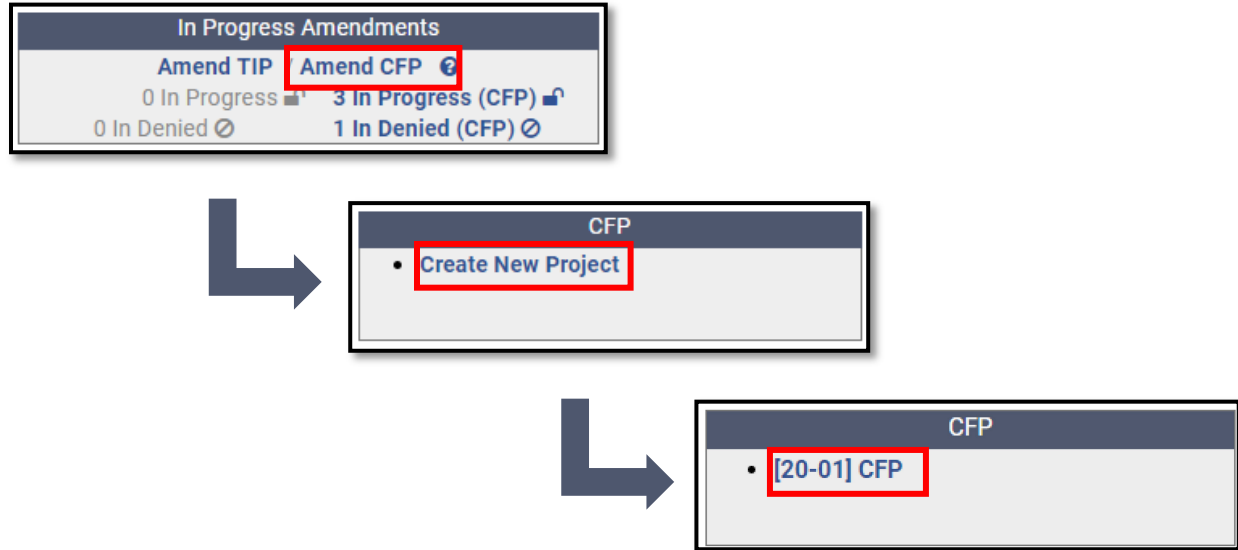 In Progress Amendments
Amend TIP / Amend CFP
0 In Progress 3 In Progress (CFP)
0 In Denied 1 In Denied (CFP)
CFP
• Create New Project
CFP
• [20-01] CFP